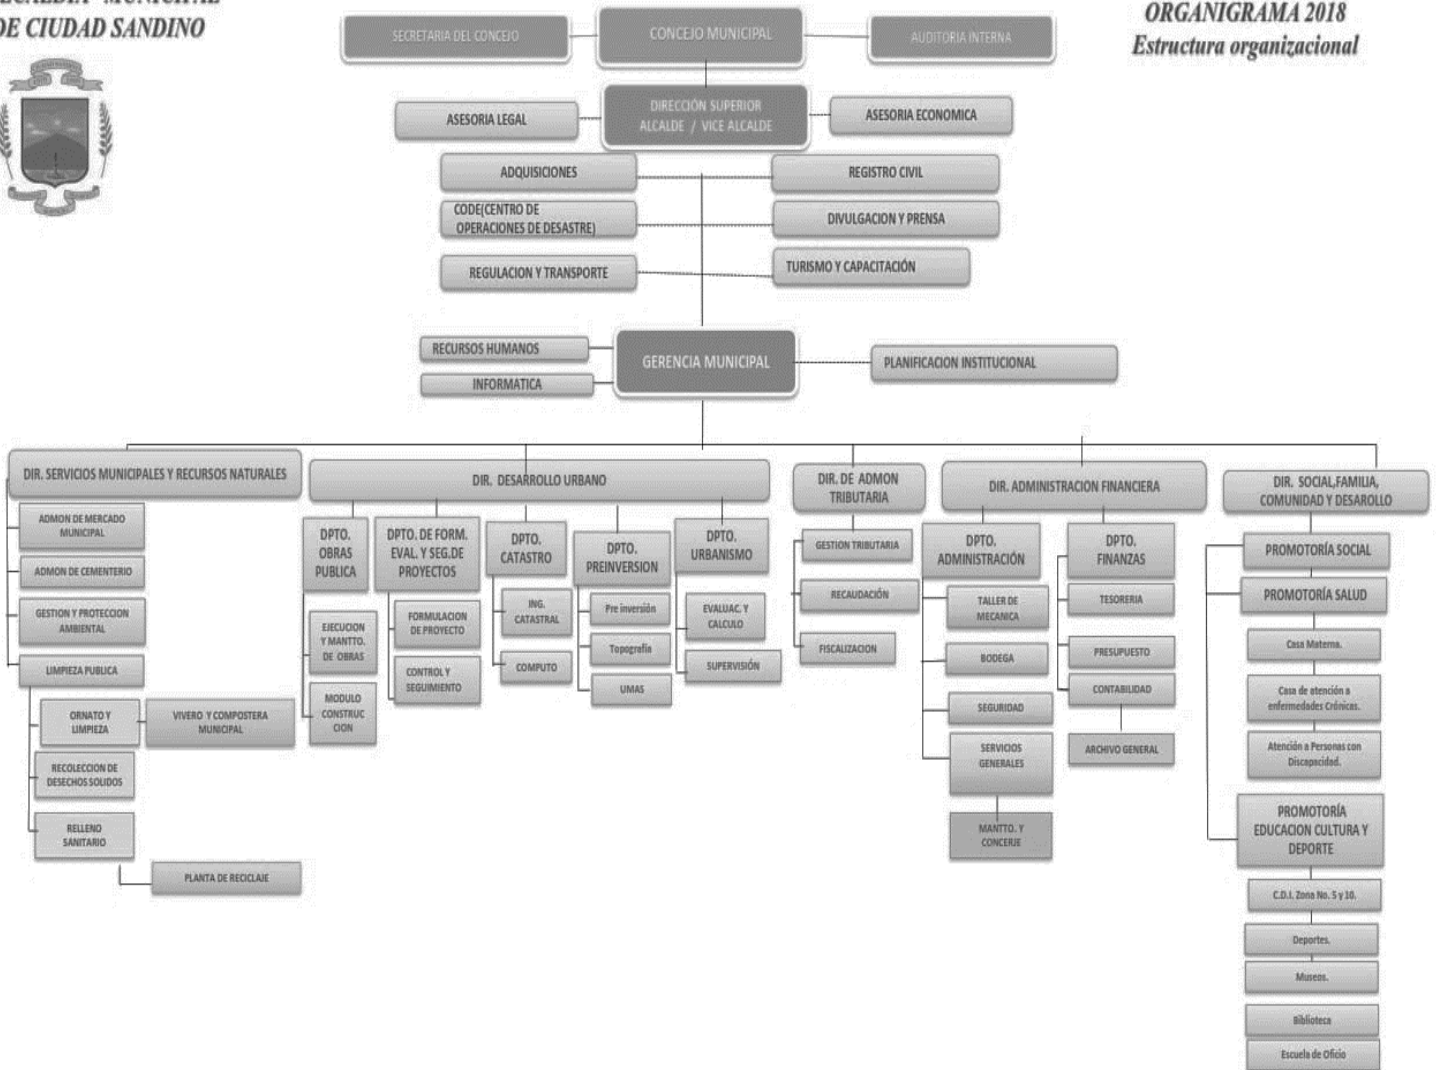 MUNICIPAL
DE CIUDAD SANDINO
ORGANIGRAMA 2018
Estructura organizacional
SECRETARIA DEL CONCEJO
CONCEJO MUNICIPAL
AUDITORIA INTERNA
ASESORIA LEGAL
DIRECCIÓN SUPERIOR
ALCALDE / VICE ALCALDE
ASESORIA ECONOMICA
ADQUISICIONES
REGISTRO CIVIL
CODE(CENTRO DE
OPERACIONES DE DESASTRE)
DIVULGACION Y PRENSA
REGULACION Y TRANSPORTE
TURISMO Y CAPACITACIÓN
RECURSOS HUMANOS
GERENCIA MUNICIPAL
PLANIFICACION INSTITUCIONAL
INFORMATICA
DIR. SERVICIOS MUNICIPALES Y RECURSOS NATURALES
ADMON DE MERCADO
MUNICIPAL
ADMON DE CEMENTERIO
GESTION Y PROTECCION
AMBIENTAL
LIMPIEZA PUBLICA
ORNATO Y
LIMPIEZA
VIVERO Y COMPOSTERA
MUNICIPAL
RECOLECCION DE
DESECHOS SOLIDOS
RELLENO
SANITARIO
PLANTA DE RECICLAJE
DIR. DESARROLLO URBANO
DPTO.
OBRAS
PUBLICA
EJECUCION
Y MANTTO.
DE OBRAS
MODULO
CONSTRUC
CION
DPTO. DE FORM.
EVAL. Y SEG.DE
PROYECTOS
FORMULACION
DE PROYECTO
CONTROL Y
SEGUIMIENTO
DPTO.
CATASTRO
ING.
CATASTRAL
COMPUTO
DPTO.
PREINVERSION
Pre inversión
Topografía
UMAS
DPTO.
URBANISMO
EVALUAC. Y
CALCULO
SUPERVISIÓN
DIR. DE ADMON
TRIBUTARIA
GESTION TRIBUTARIA
RECAUDACIÓN
FISCALIZACION
DIR. ADMINISTRACION FINANCIERA
DPTO.
ADMINISTRACIÓN
TALLER DE
MECANICA
BODEGA
SEGURIDAD
SERVICIOS
GENERALES
MANTTO. Y
CONCERJE
DPTO.
FINANZAS
TESORERIA
PRESUPUESTO
CONTABILIDAD
ARCHIVO GENERAL
DIR. SOCIAL,FAMILIA,
COMUNIDAD Y DESAROLLO
PROMOTORÍA SOCIAL
PROMOTORÍA SALUD
Casa Materna.
Casa de atención a
enfermedades Crónicas.
Atención a Personas con
Discapacidad.
PROMOTORÍA
EDUCACION CULTURA Y
DEPORTE
C.D.I. Zona No. 5 y 10.
Deportes.
Museos.
Biblioteca
Escuela de Oficio